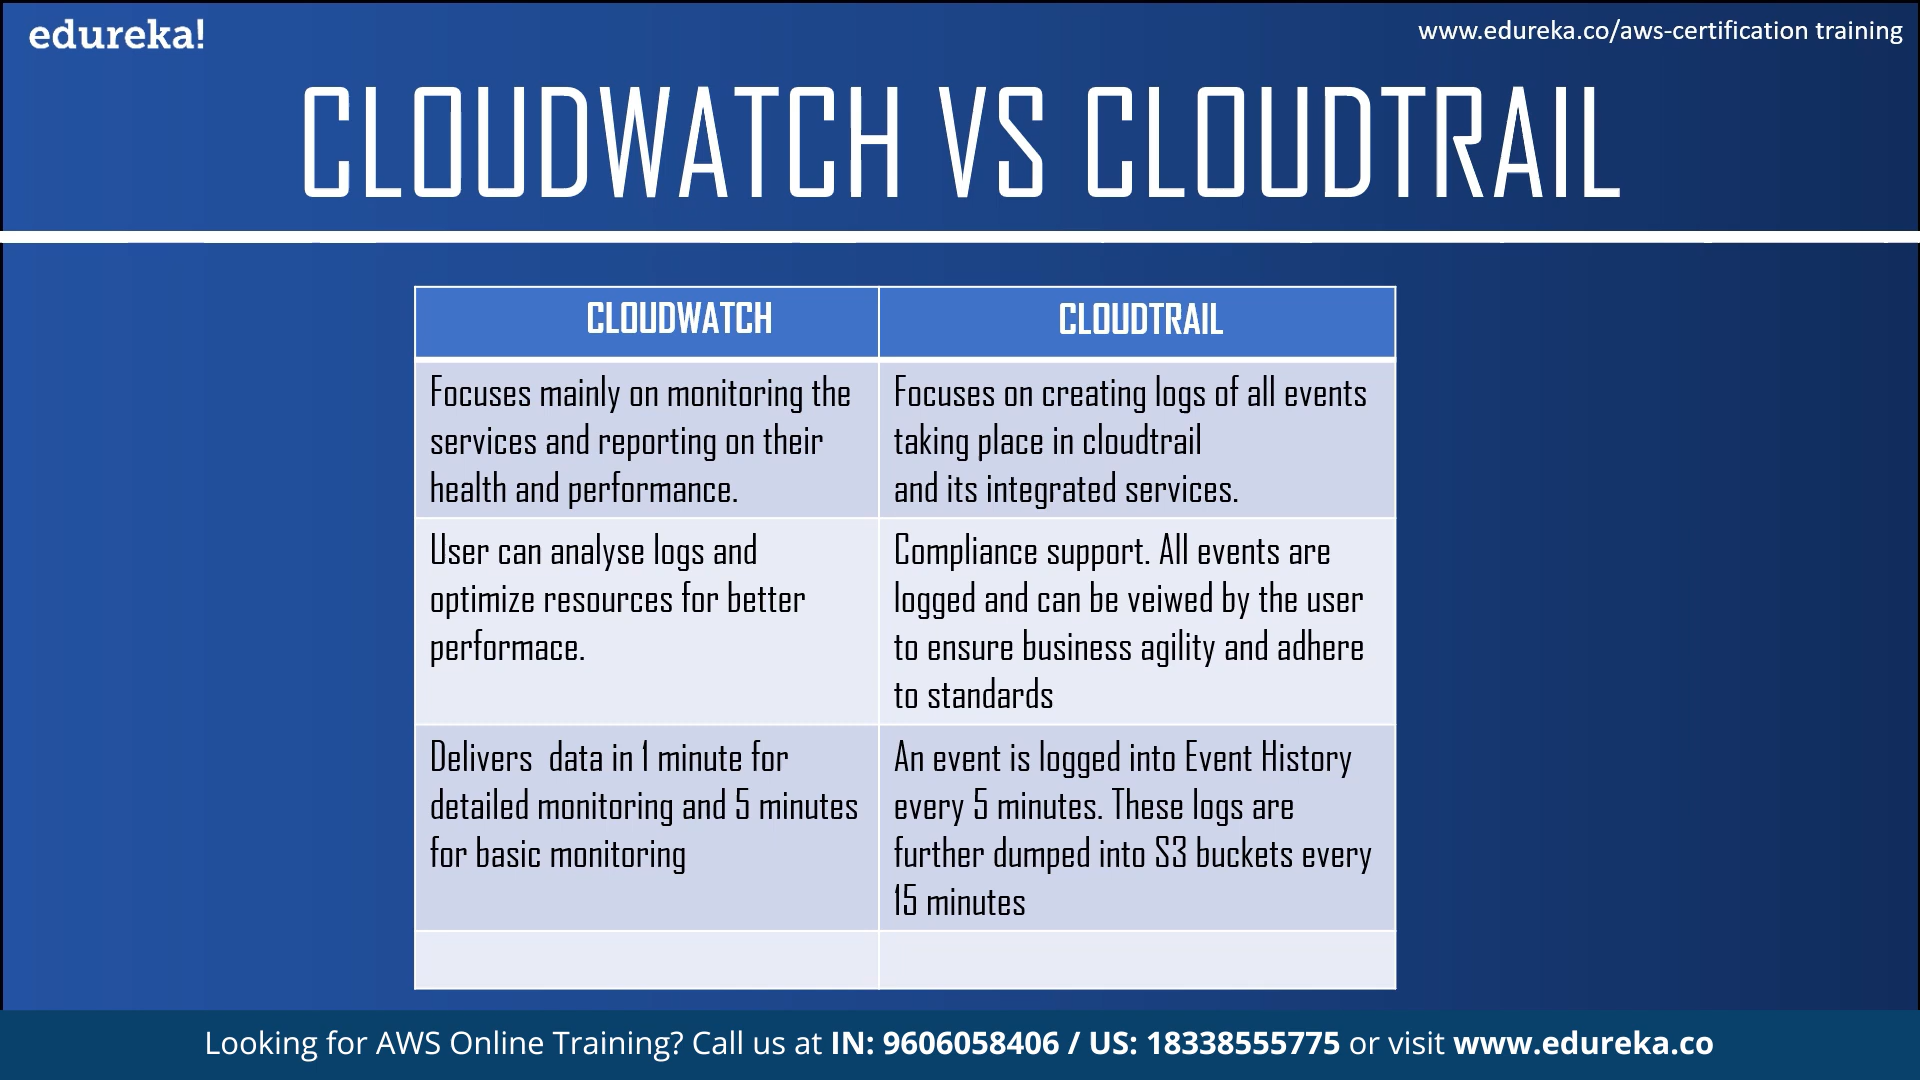 edureka!
www.edureka.co/aws-certification training
CLOUDWATCH VS CLOUDTRAIL
CLOUDWATCH
CLOUDTRAIL
Focuses mainly on monitoring the
services and reporting on their
health and performance.
Focuses on creating logs of all events
taking place in cloudtrail
and its integrated services.
User can analyse logs and
optimize resources for better
performace.
Compliance support. All events are
logged and can be veiwed by the user
to ensure business agility and adhere
to standards
Delivers  data in 1 minute for
detailed monitoring and 5 minutes
for basic monitoring
An event is logged into Event History
every 5 minutes. These logs are
further dumped into S3 buckets every
15 minutes
Looking for AWS Online Training? Call us at IN: 9606058406 / US: 18338555775 or visit www.edureka.co